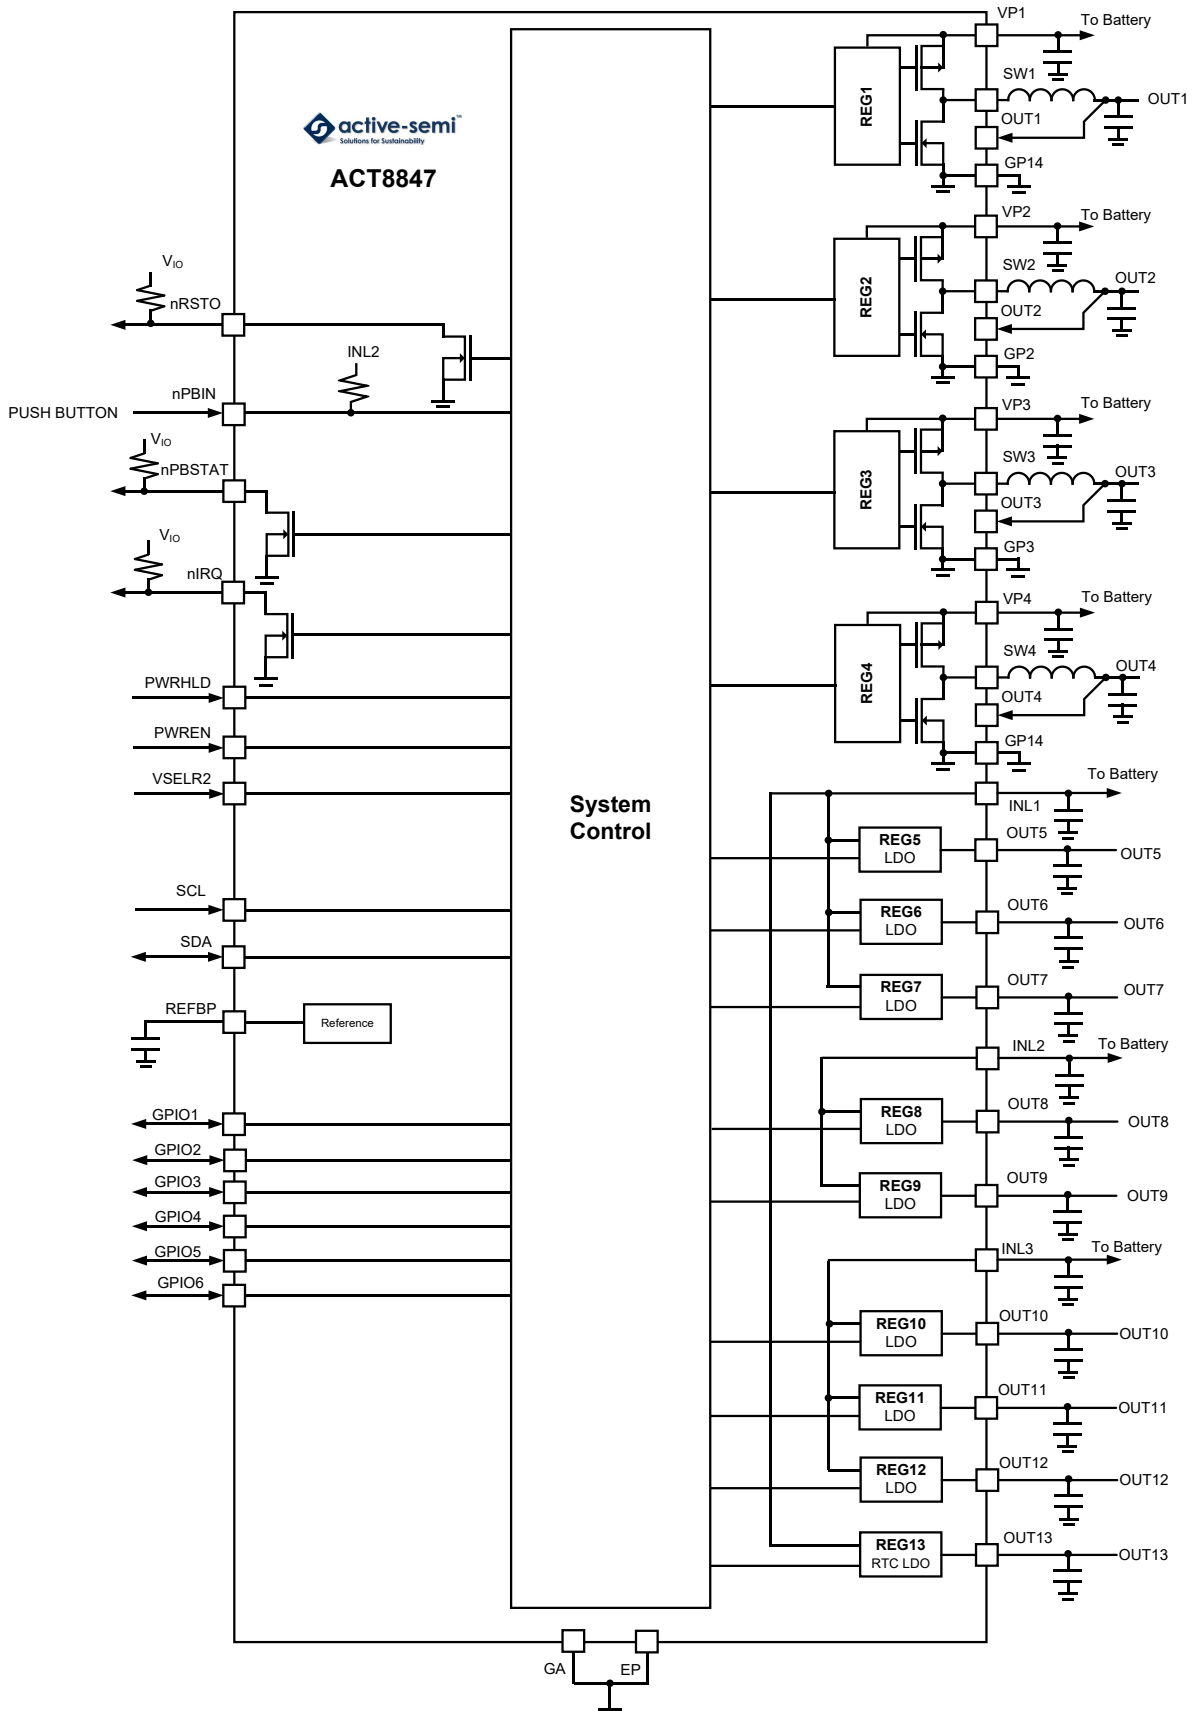 active-semi™
Solutions for Sustainability
ACT8847
System
Control
VIO
nRSTO
INL2
nPBIN
PUSH BUTTON
VIO
nPBSTAT
VIO
nIRQ
PWRHLD
PWREN
VSELR2
SCL
SDA
REFBP
Reference
GPIO1
GPIO2
GPIO3
GPIO4
GPIO5
GPIO6
GA
EP
REG1
VP1
To Battery
SW1
OUT1
OUT1
GP14
REG2
VP2
To Battery
SW2
OUT2
OUT2
GP2
REG3
VP3
To Battery
SW3
OUT3
OUT3
GP3
REG4
VP4
To Battery
SW4
OUT4
OUT4
GP14
To Battery
INL1
REG5
LDO
OUT5
OUT5
REG6
LDO
OUT6
OUT6
REG7
LDO
OUT7
OUT7
INL2
To Battery
REG8
LDO
OUT8
OUT8
REG9
LDO
OUT9
OUT9
INL3
To Battery
REG10
LDO
OUT10
OUT10
REG11
LDO
OUT11
OUT11
REG12
LDO
OUT12
OUT12
REG13
RTC LDO
OUT13
OUT13